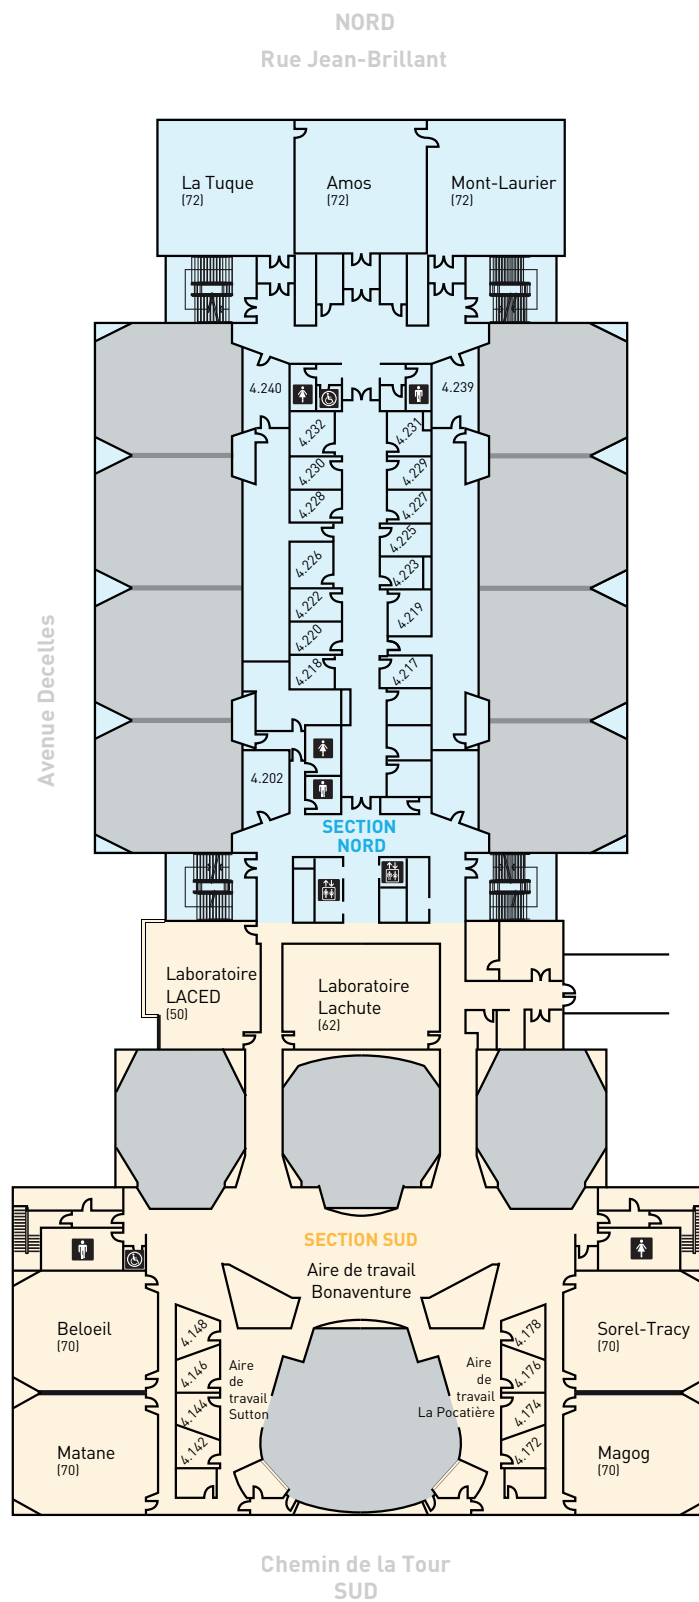 NORD
Rue Jean-Brillant
La Tuque
(72)
Amos
(72)
Mont-Laurier
(72)
4.240
4.239
4.232
4.231
4.230
4.229
4.228
4.227
4.225
4.226
4.223
4.222
4.219
4.220
4.218
4.217
Avenue Decelles
4.202
SECTION
NORD
Laboratoire
LACED
(50)
Laboratoire
Lachute
(62)
SECTION SUD
Aire de travail
Bonaventure
Beloeil
(70)
Sorel-Tracy
(70)
4.148
4.178
4.146
4.176
Aire
de
travail
Sutton
Aire
de
travail
La Pocatière
4.144
4.174
4.142
4.172
Matane
(70)
Magog
(70)
Chemin de la Tour
SUD